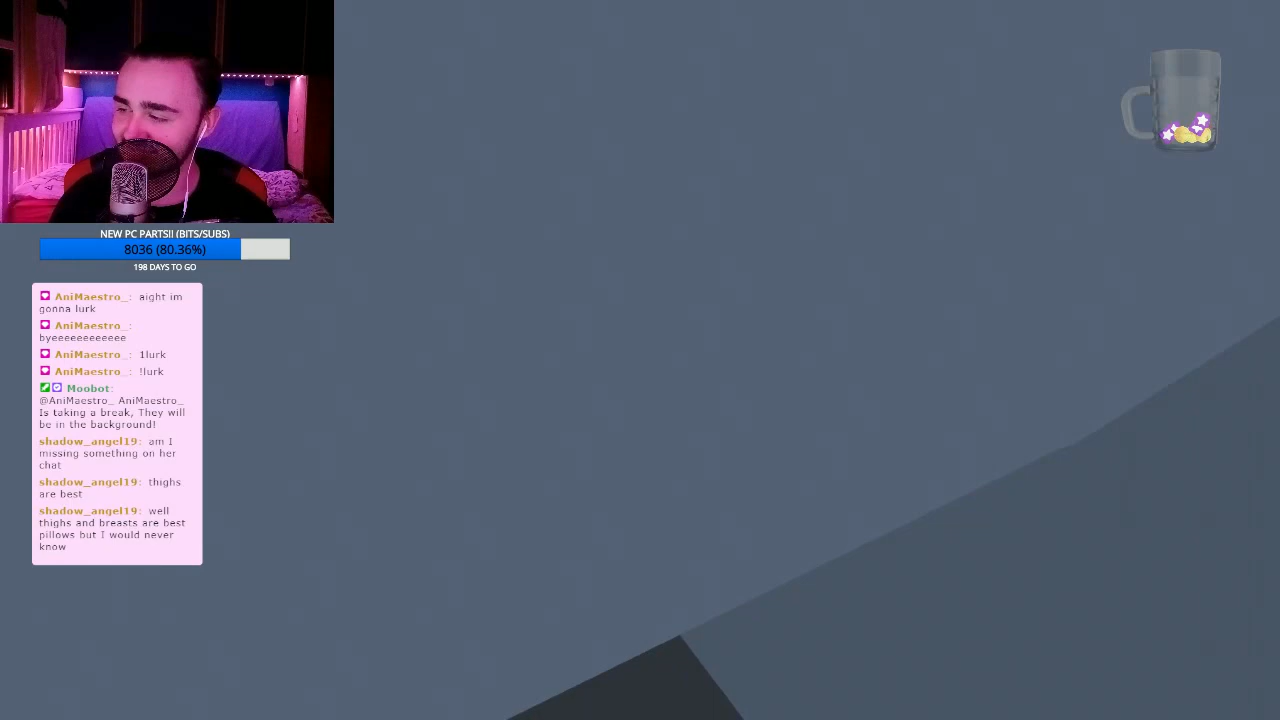 NEW PC PARTS!! (BITS/SUBS)
8036 (80.36%)
198 DAYS TO GO
AniMaestro_: aight im
gonna lurk
AniMaestro_:
byeeeeeeeeeeee
AniMaestro_: 1lurk
AniMaestro_: !lurk
Moobot:
@AniMaestro_ AniMaestro_
Is taking a break, They will
be in the background!
shadow_angel19: am I
missing something on her
chat
shadow_angel19: thighs
are best
shadow_angel19: well
thighs and breasts are best
pillows but I would never
know